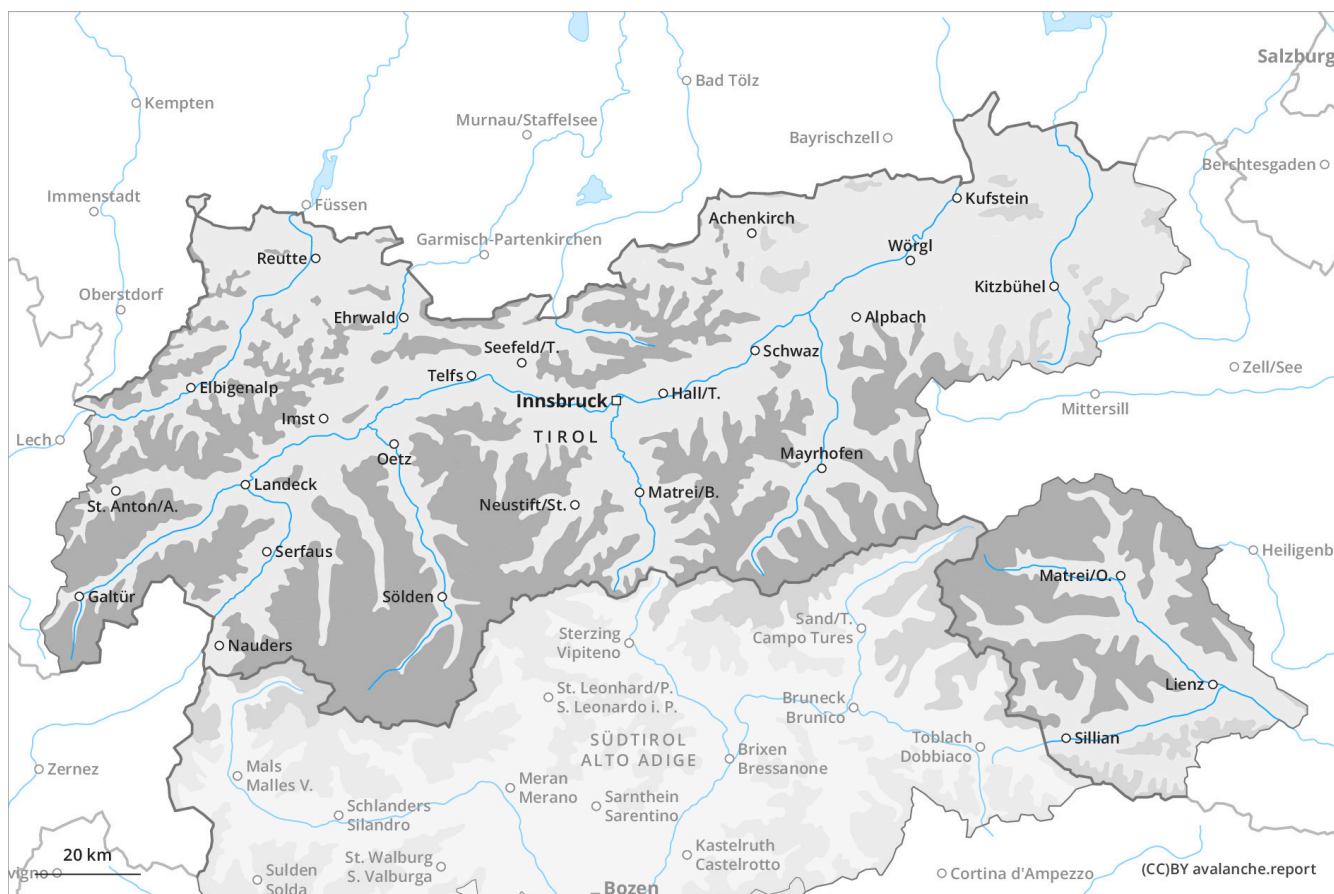 Salzburg
Bad Tölz
Kempten
Murnau/Staffelsee
Bayrischzell
Berchtesgaden
Immenstadt
Füssen
Kufstein
Achenkirch
Garmisch-Partenkirchen
Wörgl
Reutte
Kitzbühel
Oberstdorf
Ehrwald
Alpbach
Seefeld/T.
Schwaz
Zell/See
Telfs
Elbigenalp
Innsbruck
Hall/T.
Mittersill
Imst
Lech
TIROL
Oetz
Mayrhofen
Landeck
Matrei/B.
St. Anton/A.
Neustift/St.
Serfaus
Heiligenb
Matrei/O.
Galtür
Sölden
Sand/T.
Campo Tures
Sterzing
Vipiteno
Nauders
Lienz
St. Leonhard/P.
S. Leonardo i. P.
Bruneck
Brunico
SÜDTIROL
ALTO ADIGE
Sillian
Toblach
Dobbiaco
Brixen
Bressanone
Zernez
Mals
Malles V.
Meran
Merano
Sarnthein
Sarentino
Schlanders
Silandro
Kastelruth
Castelrotto
20 km
St. Walburg
S. Valburga
vigno
Sulden
Solda
Bozen
Cortina d'Ampezzo
(CC)BY avalanche.report